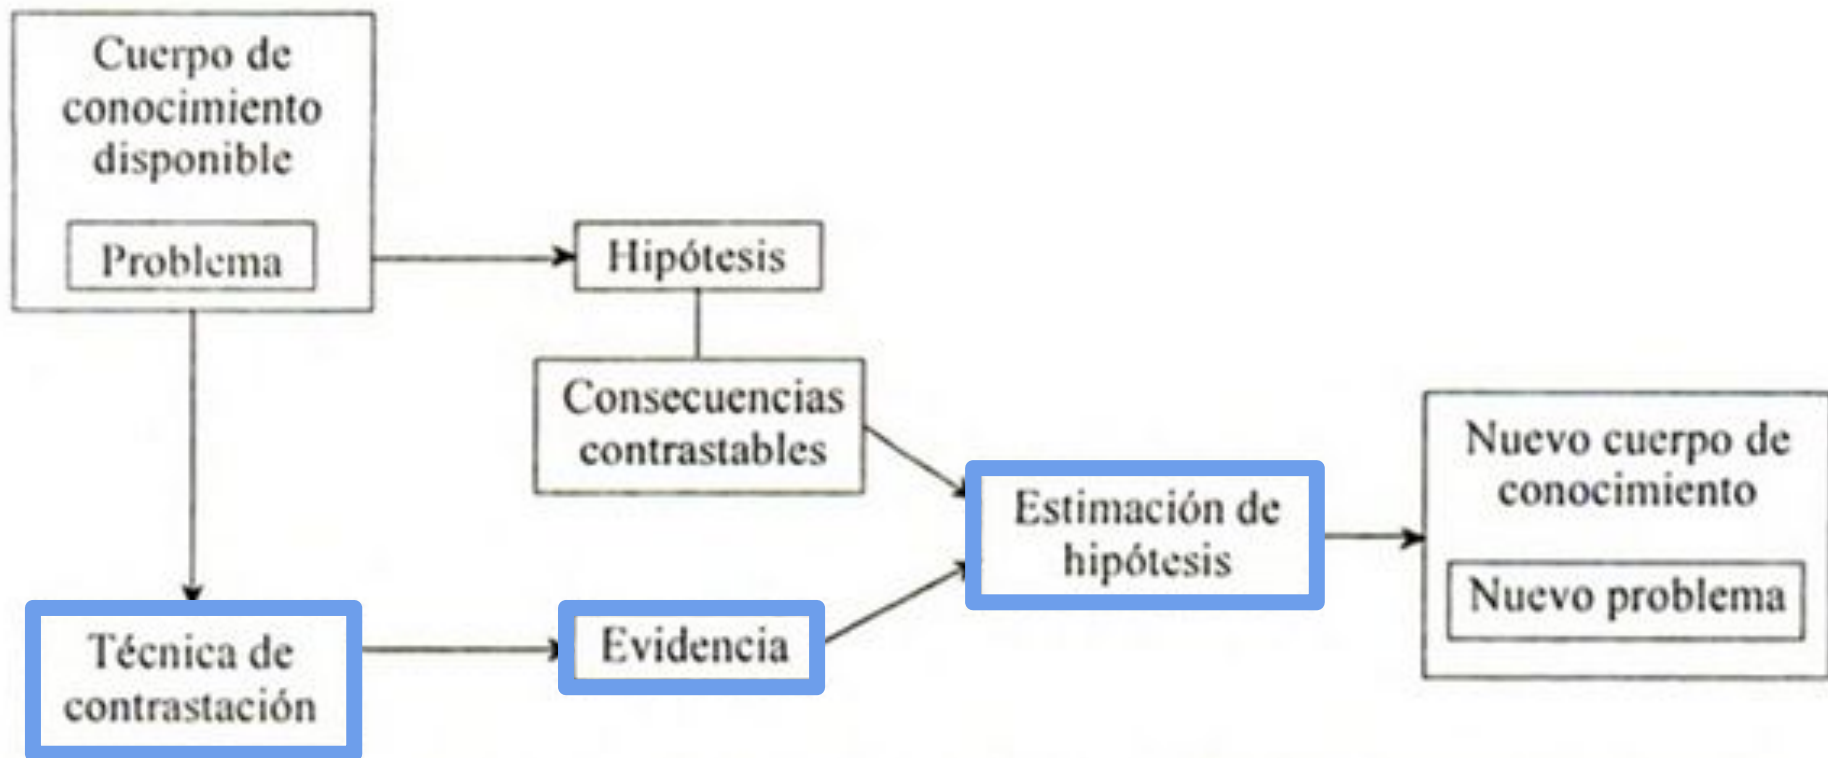 Cuerpo de
conocimiento
disponible
Problema
Hipótesis
Consecuencias
contrastables
Estimación de
hipótesis
Nuevo cuerpo de
conocimiento
Nuevo problema
Técnica de
contrastación
Evidencia